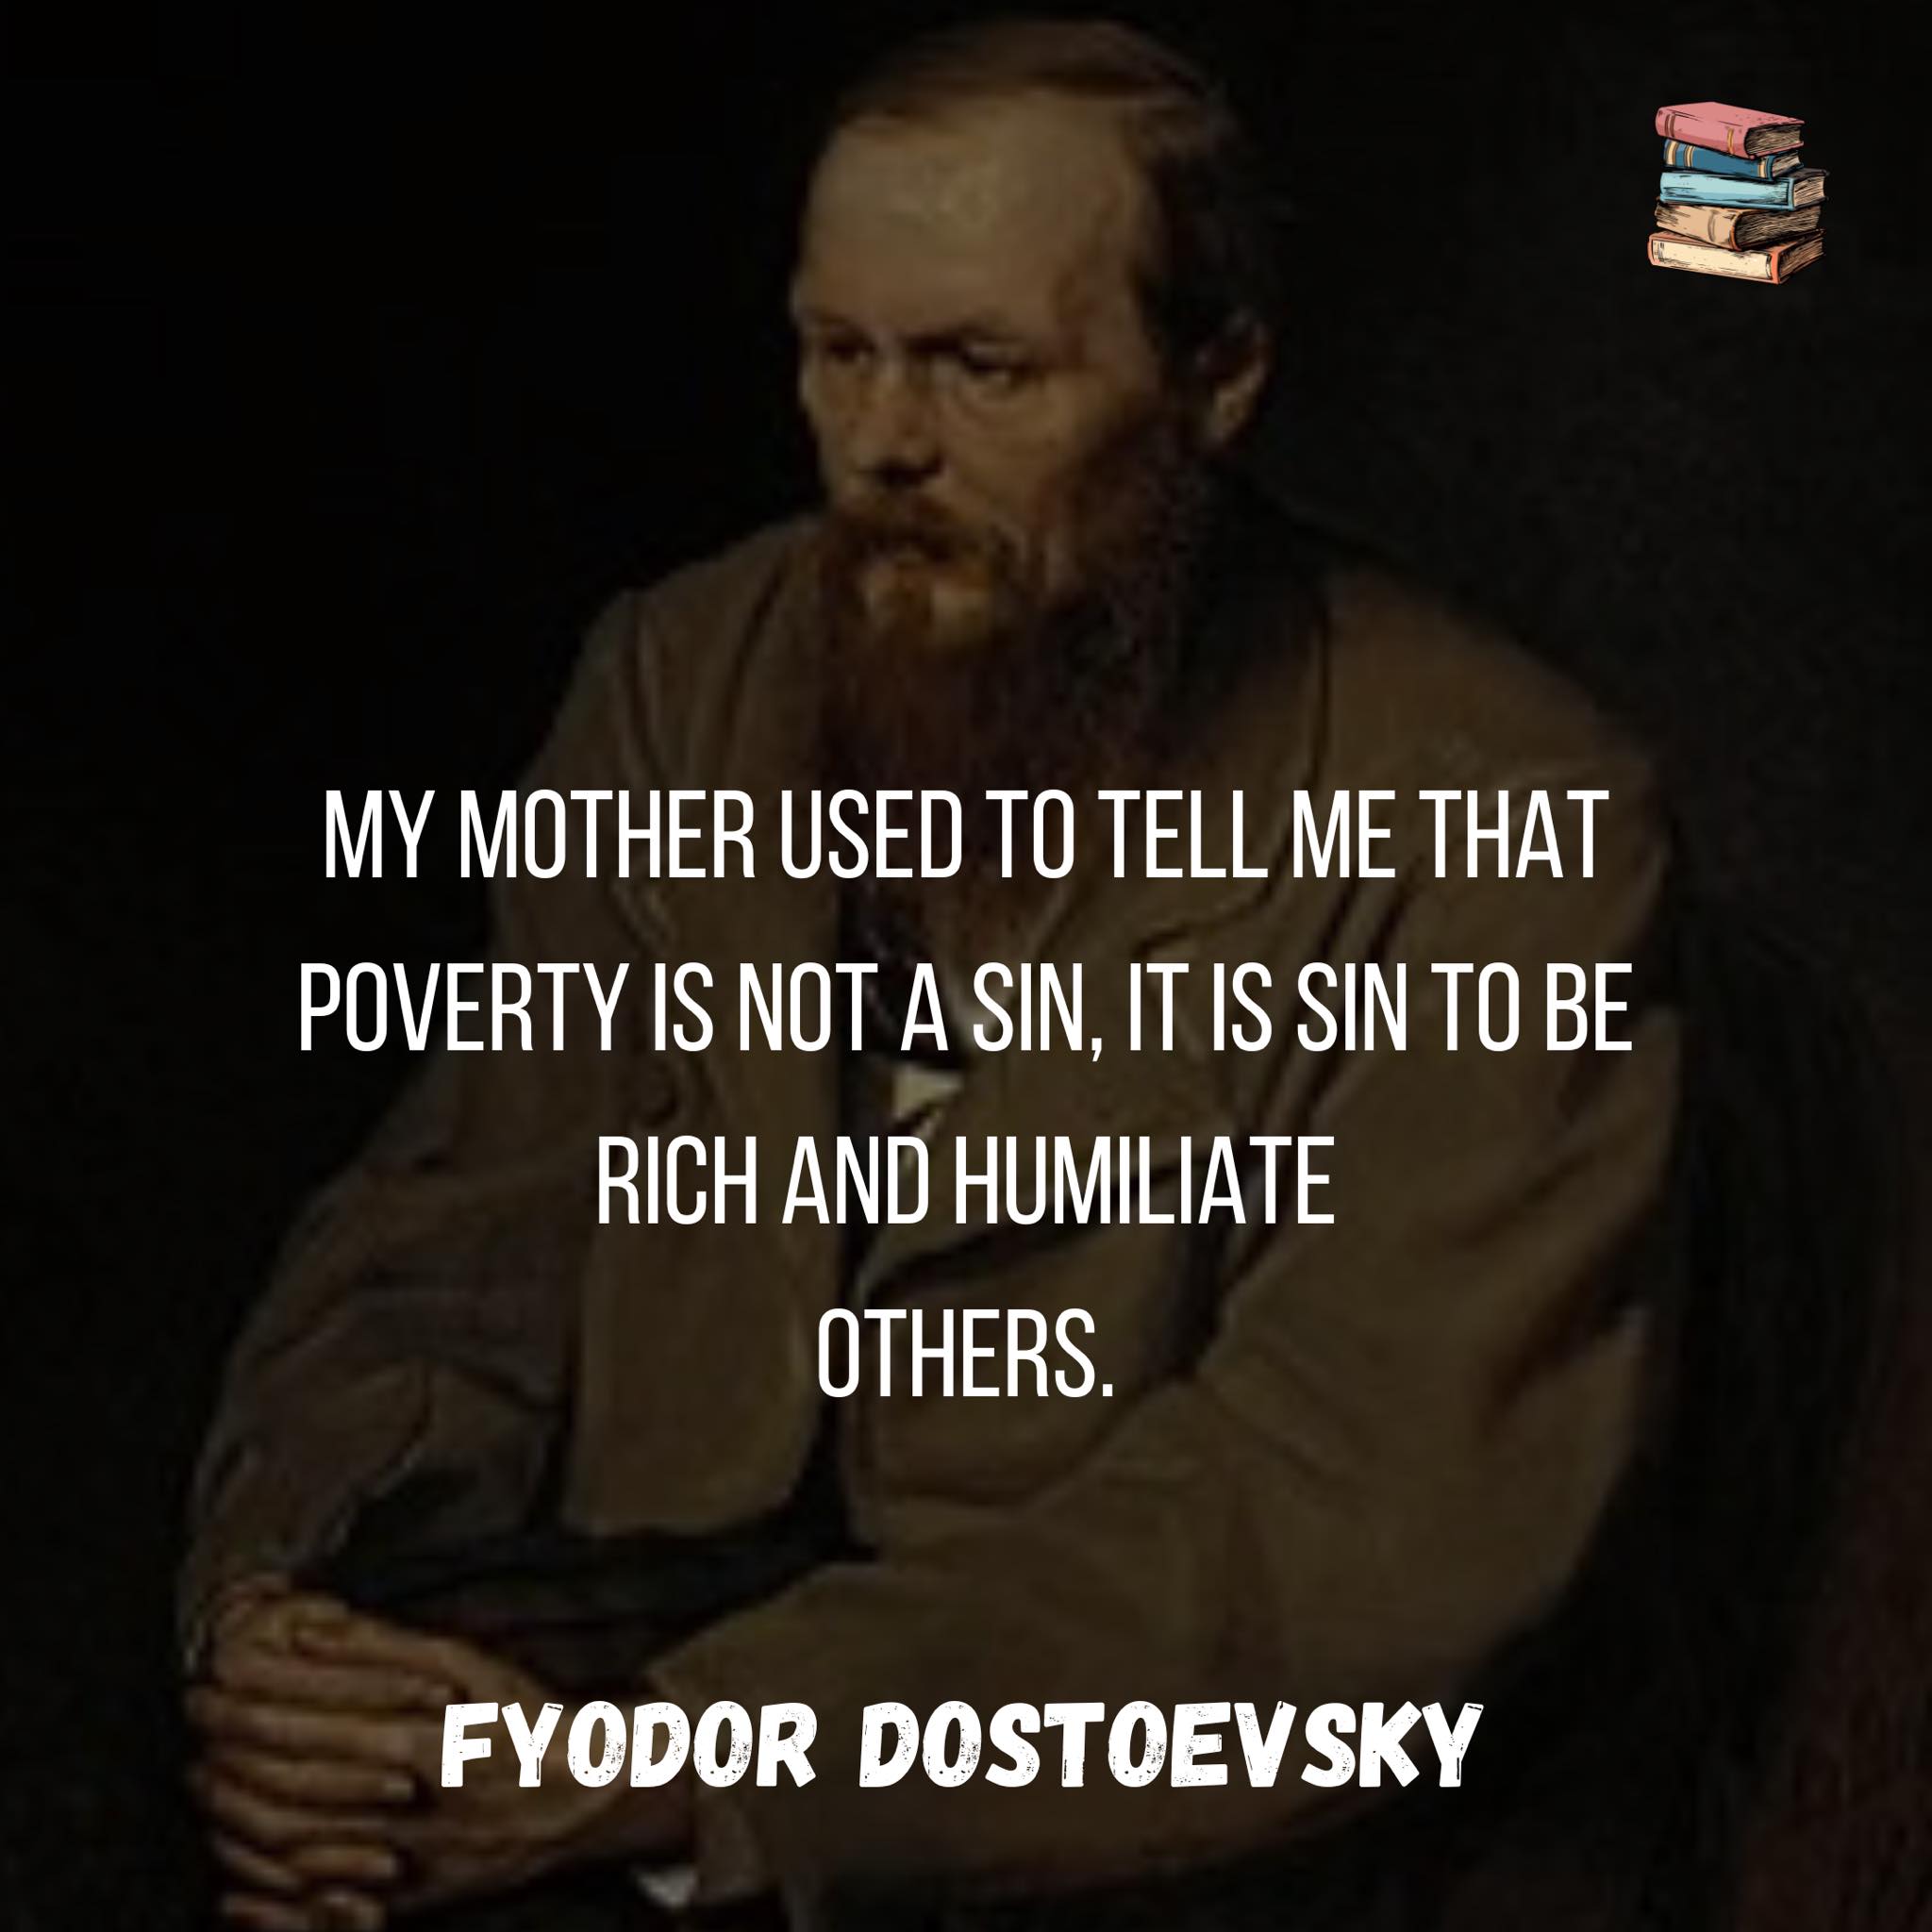 MY MOTHER USED TO TELL ME THAT
POVERTY IS NOT A SIN, IT IS SIN TO BE
RICH AND HUMILIATE
OTHERS.
FYODOR DOSTOEVSKY